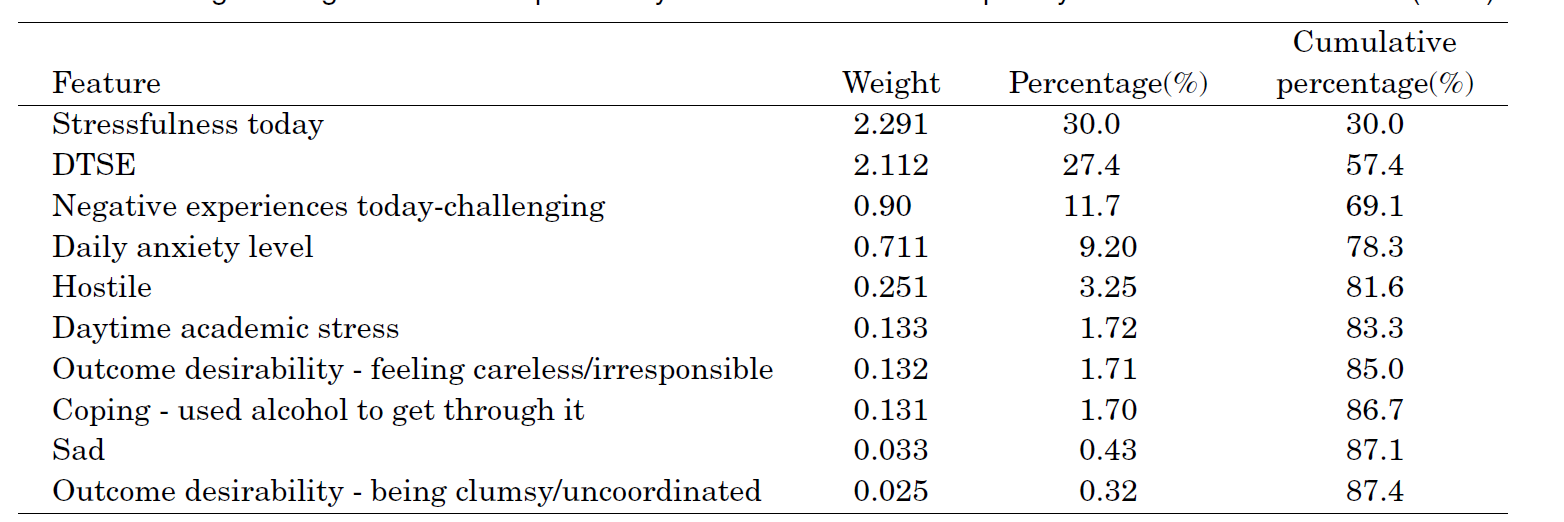 Cumulative
Feature Weight Percentage(%) percentage(%)
Stressfulness today 2.291 30.0 30.0
DTSE 2.112 27.4 57.4
Negative experiences today-challenging 0.90 11.7 69.1
Daily anxiety level 0.711 9.20 78.3
Hostile 0.251 3.25 81.6
Daytime academic stress 0.133 1.72 83.3
Outcome desirability - feeling careless/irresponsible 0.132 1.71 85.0
Coping - used alcohol to get through it 0.131 1.70 86.7
Sad 0.033 0.43 87.1
Outcome desirability - being clumsy/uncoordinated 0.025 0.32 87.4